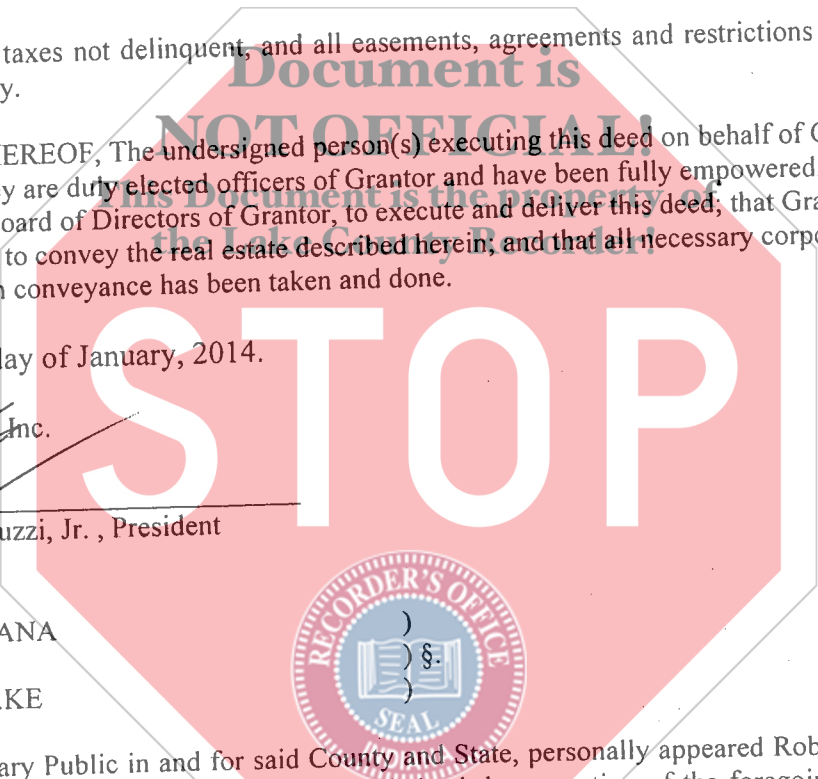 taxes not delinquent, and all easements, agreements and restrictions
y.
Document is
NOT OFFICIAL!
This Document is the property of
the Lake County Recorder!
EREOF, The undersigned person(s) executing this deed on behalf of
y are duly elected officers of Grantor and have been fully empowered
oard of Directors of Grantor, to execute and deliver this deed; that Gra
to convey the real estate described herein; and that all necessary corpo
conveyance has been taken and done.
lay of January, 2014.
STOP
Inc.
uzzi, Jr. , President
RECORDER'S OFFICE
SEAL
INDIANA
ANA )
) §.
KE )
ary Public in and for said County and State, personally appeared Rob
of the foregoin